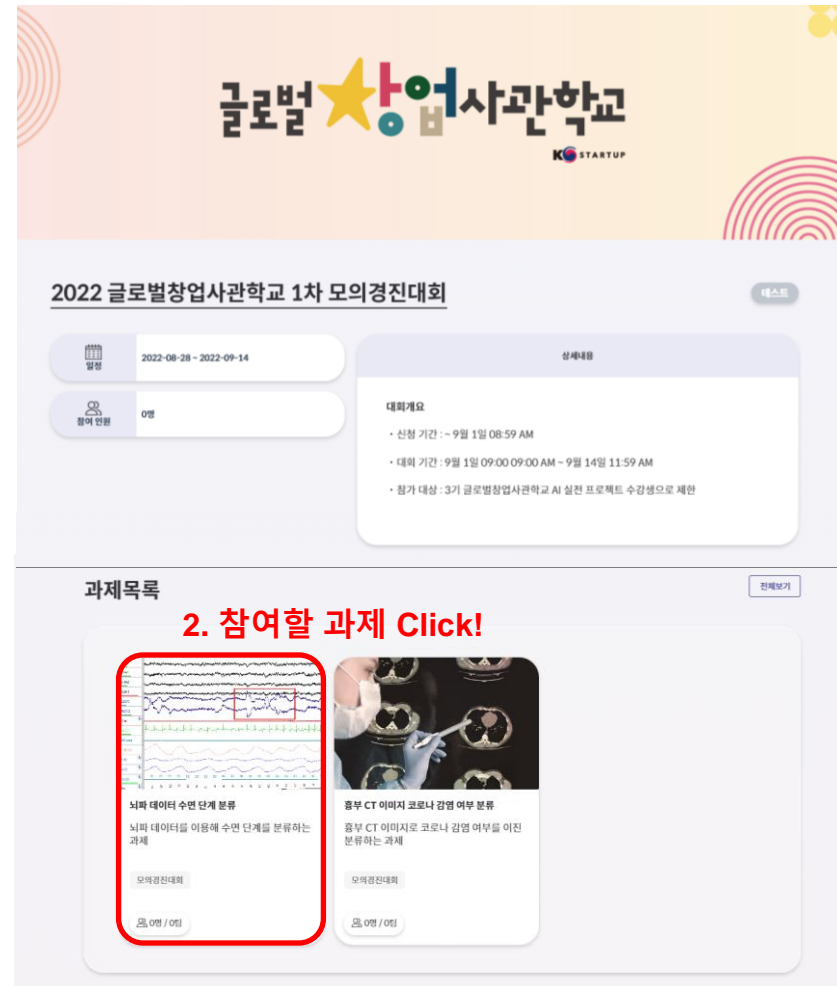 글로벌 창업사관학교
K STARTUP
2022 글로벌창업사관학교 1차 모의경진대회
테스트
일정
2022-08-28 ~ 2022-09-14
참여 인원
0명
상세내용
대회개요
· 신청 기간 : ~ 9월 1일 08:59 AM
· 대회 기간 : 9월 1일 09:00 09:00 AM ~ 9월 14일 11:59 AM
· 참가 대상 : 3기 글로벌창업사관학교 AI 실전 프로젝트 수강생으로 제한
과제목록
전체보기
2. 참여할 과제 Click!
뇌파 데이터 수면 단계 분류
뇌파 데이터를 이용해 수면 단계를 분류하는
과제
모의경진대회
0명 / 0팀
흉부 CT 이미지 코로나 감염 여부 분류
흉부 CT 이미지로 코로나 감염 여부를 이진
분류하는 과제
모의경진대회
0명 / 0팀